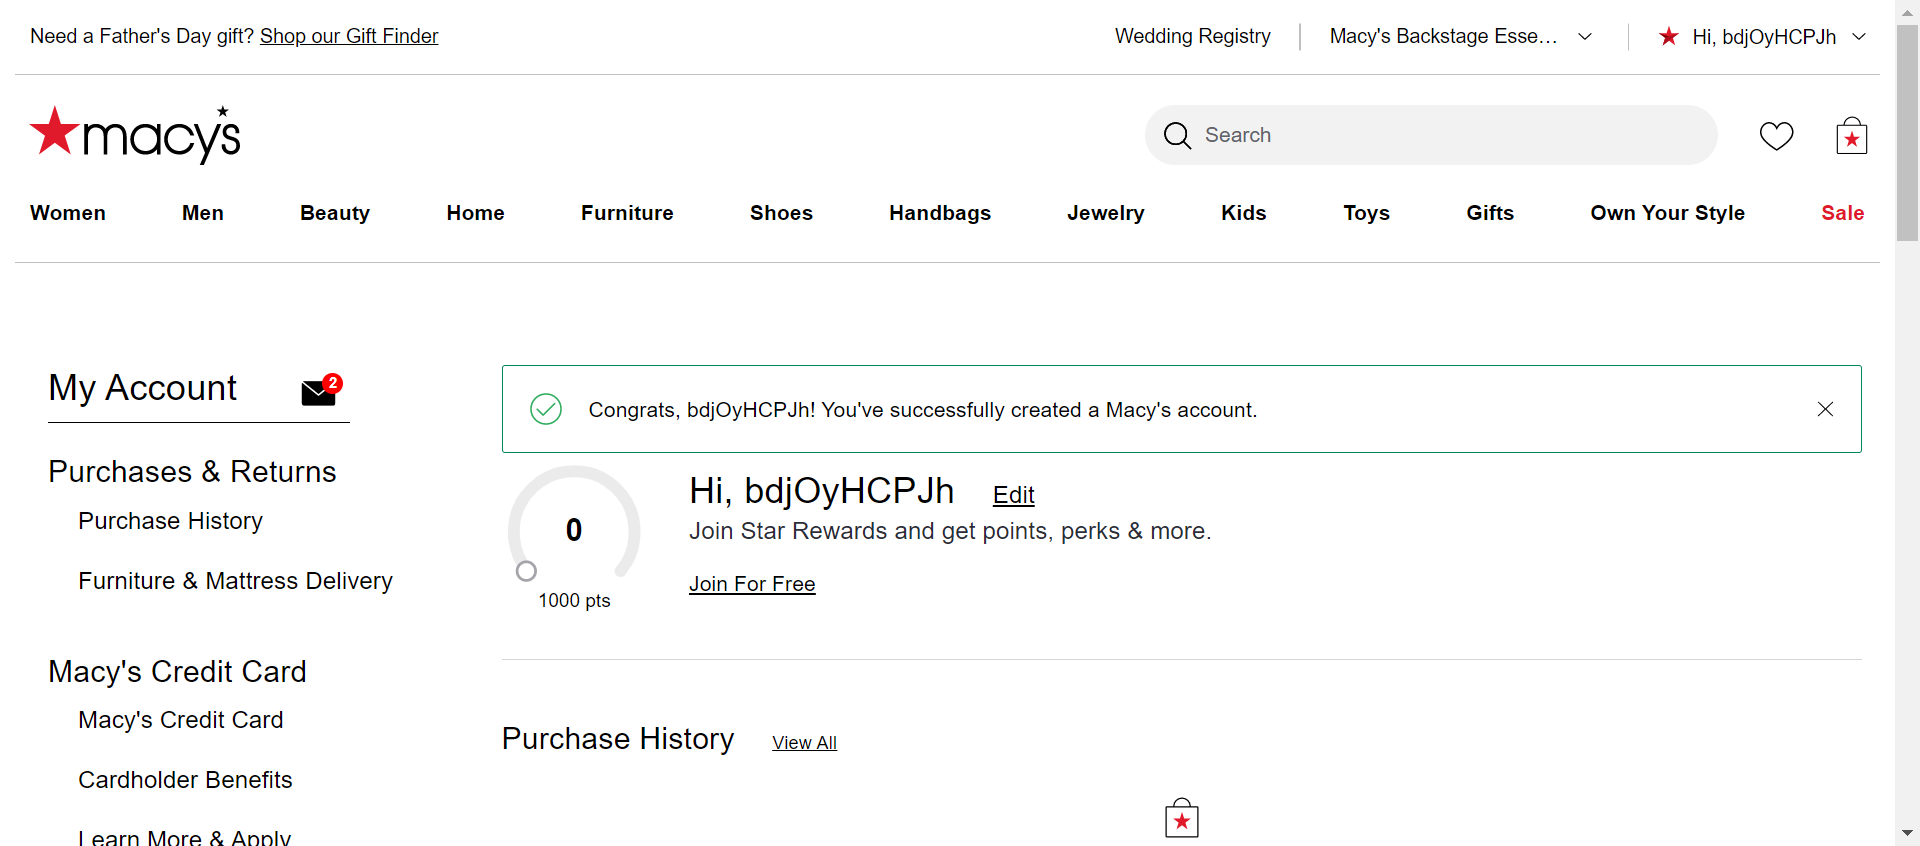 Need a Father's Day gift? Shop our Gift Finder
Wedding Registry
Macy's Backstage Esse...
Hi, bdjOyHCPJh
macy's
Search
Women Men Beauty Home Furniture Shoes Handbags Jewelry Kids Toys Gifts Own Your Style Sale
My Account
2
Purchases & Returns
Purchase History
Furniture & Mattress Delivery
Macy's Credit Card
Macy's Credit Card
Cardholder Benefits
Learn More & Apply
Congrats, bdjOyHCPJh! You've successfully created a Macy's account.
0
1000 pts
Hi, bdjOyHCPJh Edit
Join Star Rewards and get points, perks & more.
Join For Free
Purchase History View All